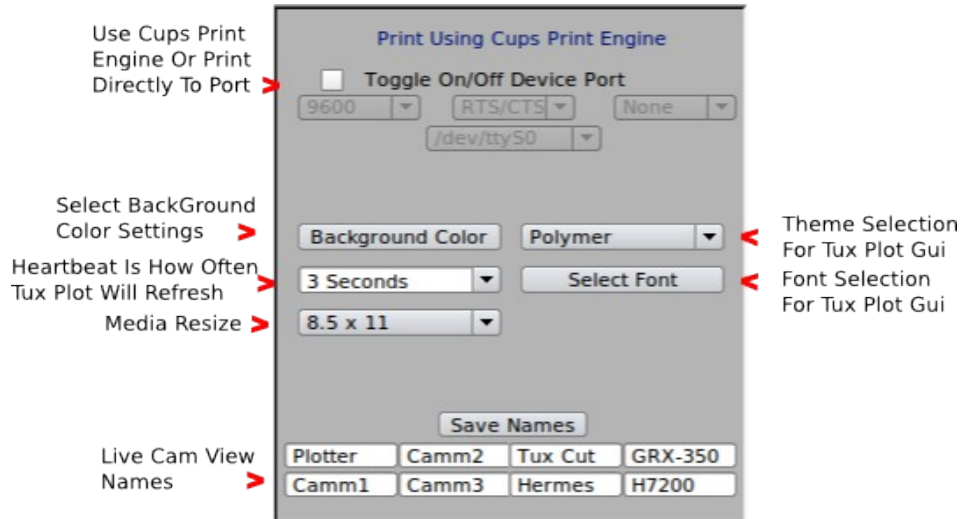 Use Cups Print
Engine Or Print
Directly To Port >
Print Using Cups Print Engine
Toggle On/Off Device Port
9600 RTS/CTS None
/dev/ttyS0
Select BackGround
Color Settings >
Background Color Polymer
< Theme Selection
For Tux Plot Gui
Heartbeat Is How Often
Tux Plot Will Refresh >
3 Seconds Select Font
< Font Selection
For Tux Plot Gui
Media Resize >
8.5 x 11
Save Names
Live Cam View
Names >
Plotter Camm2 Tux Cut GRX-350
Camm1 Camm3 Hermes H7200